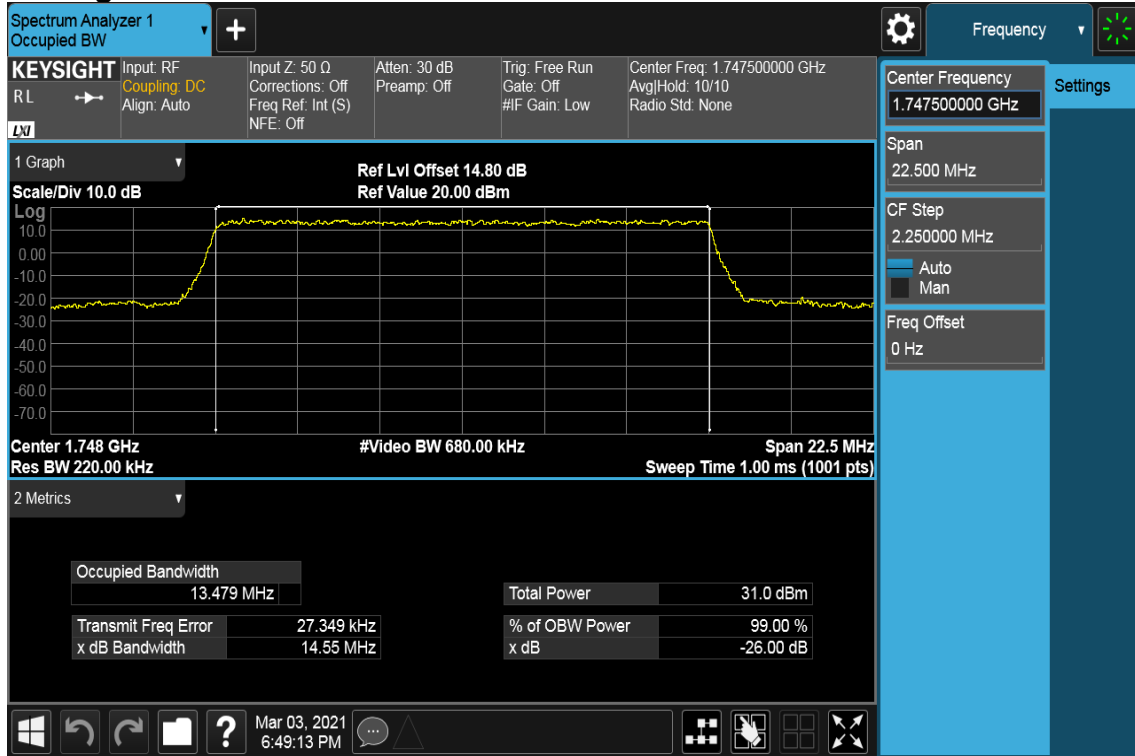 Spectrum Analyzer 1
Occupied BW
+
Frequency
KEYSIGHT
RL
LXI
Input: RF
Coupling: DC
Align: Auto
Input Z: 50 Ω
Corrections: Off
Freq Ref: Int (S)
NFE: Off
Atten: 30 dB
Preamp: Off
Trig: Free Run
Gate: Off
#IF Gain: Low
Center Freq: 1.747500000 GHz
Avg|Hold: 10/10
Radio Std: None
Center Frequency
1.747500000 GHz
Settings
Span
22.500 MHz
CF Step
2.250000 MHz
Auto
Man
Freq Offset
0 Hz
1 Graph
Scale/Div 10.0 dB
Ref Lvl Offset 14.80 dB
Ref Value 20.00 dBm
Log
10.0
0.00
-10.0
-20.0
-30.0
-40.0
-50.0
-60.0
-70.0
Center 1.748 GHz
Res BW 220.00 kHz
#Video BW 680.00 kHz
Span 22.5 MHz
Sweep Time 1.00 ms (1001 pts)
2 Metrics
Occupied Bandwidth
13.479 MHz
Total Power 31.0 dBm
Transmit Freq Error 27.349 kHz
% of OBW Power 99.00 %
x dB Bandwidth 14.55 MHz
x dB -26.00 dB
?
Mar 03, 2021
6:49:13 PM